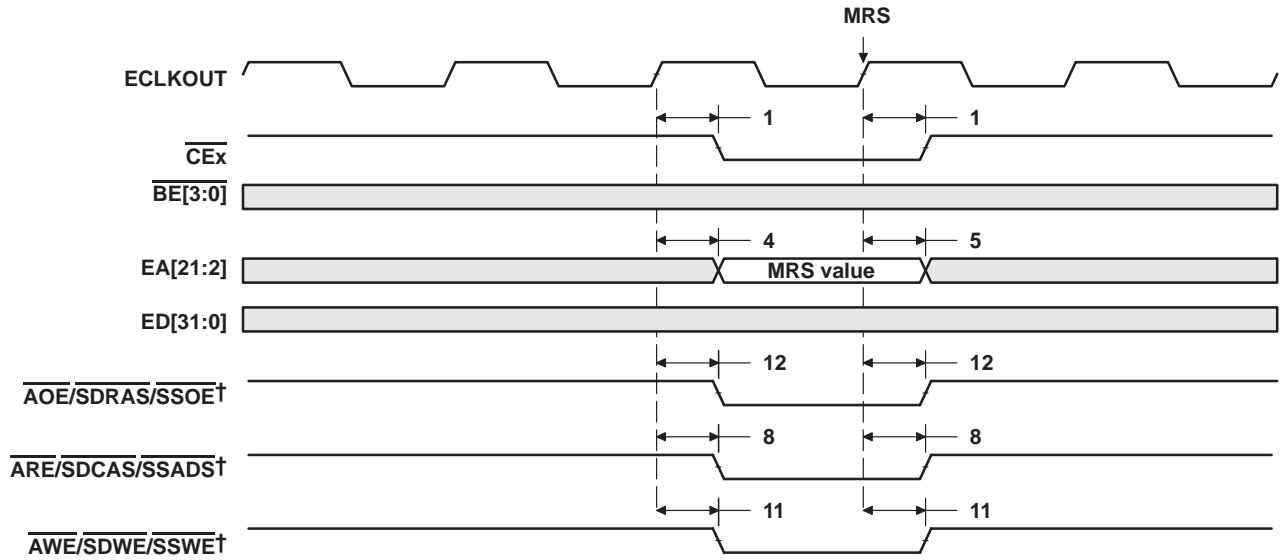 MRS
ECLKOUT
1 1
CEx
BE[3:0]
4 5
EA[21:2] MRS value
ED[31:0]
12 12
AOE/SDRAS/SSOE†
8 8
ARE/SDCAS/SSADS†
11 11
AWE/SDWE/SSWE†